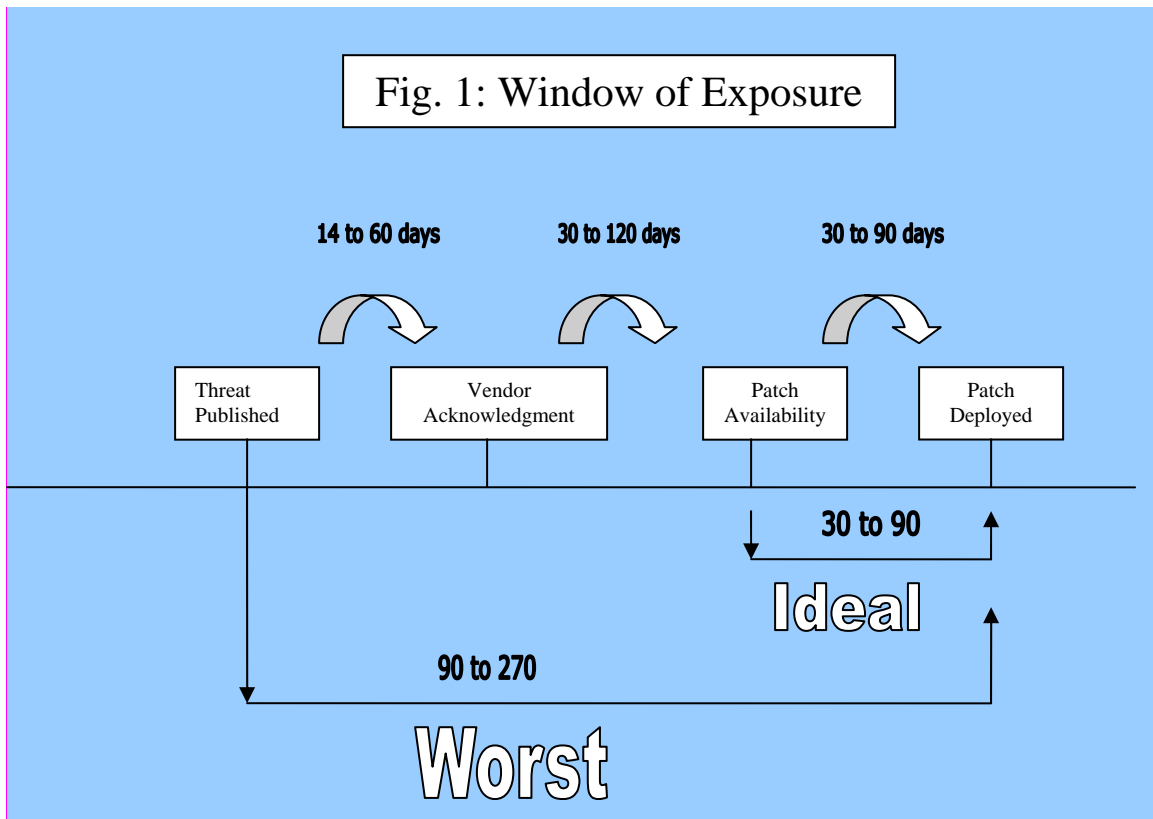 Fig. 1: Window of Exposure
14 to 60 days
30 to 120 days
30 to 90 days
Threat
Published
Vendor
Acknowledgment
Patch
Availability
Patch
Deployed
30 to 90
Ideal
90 to 270
Worst